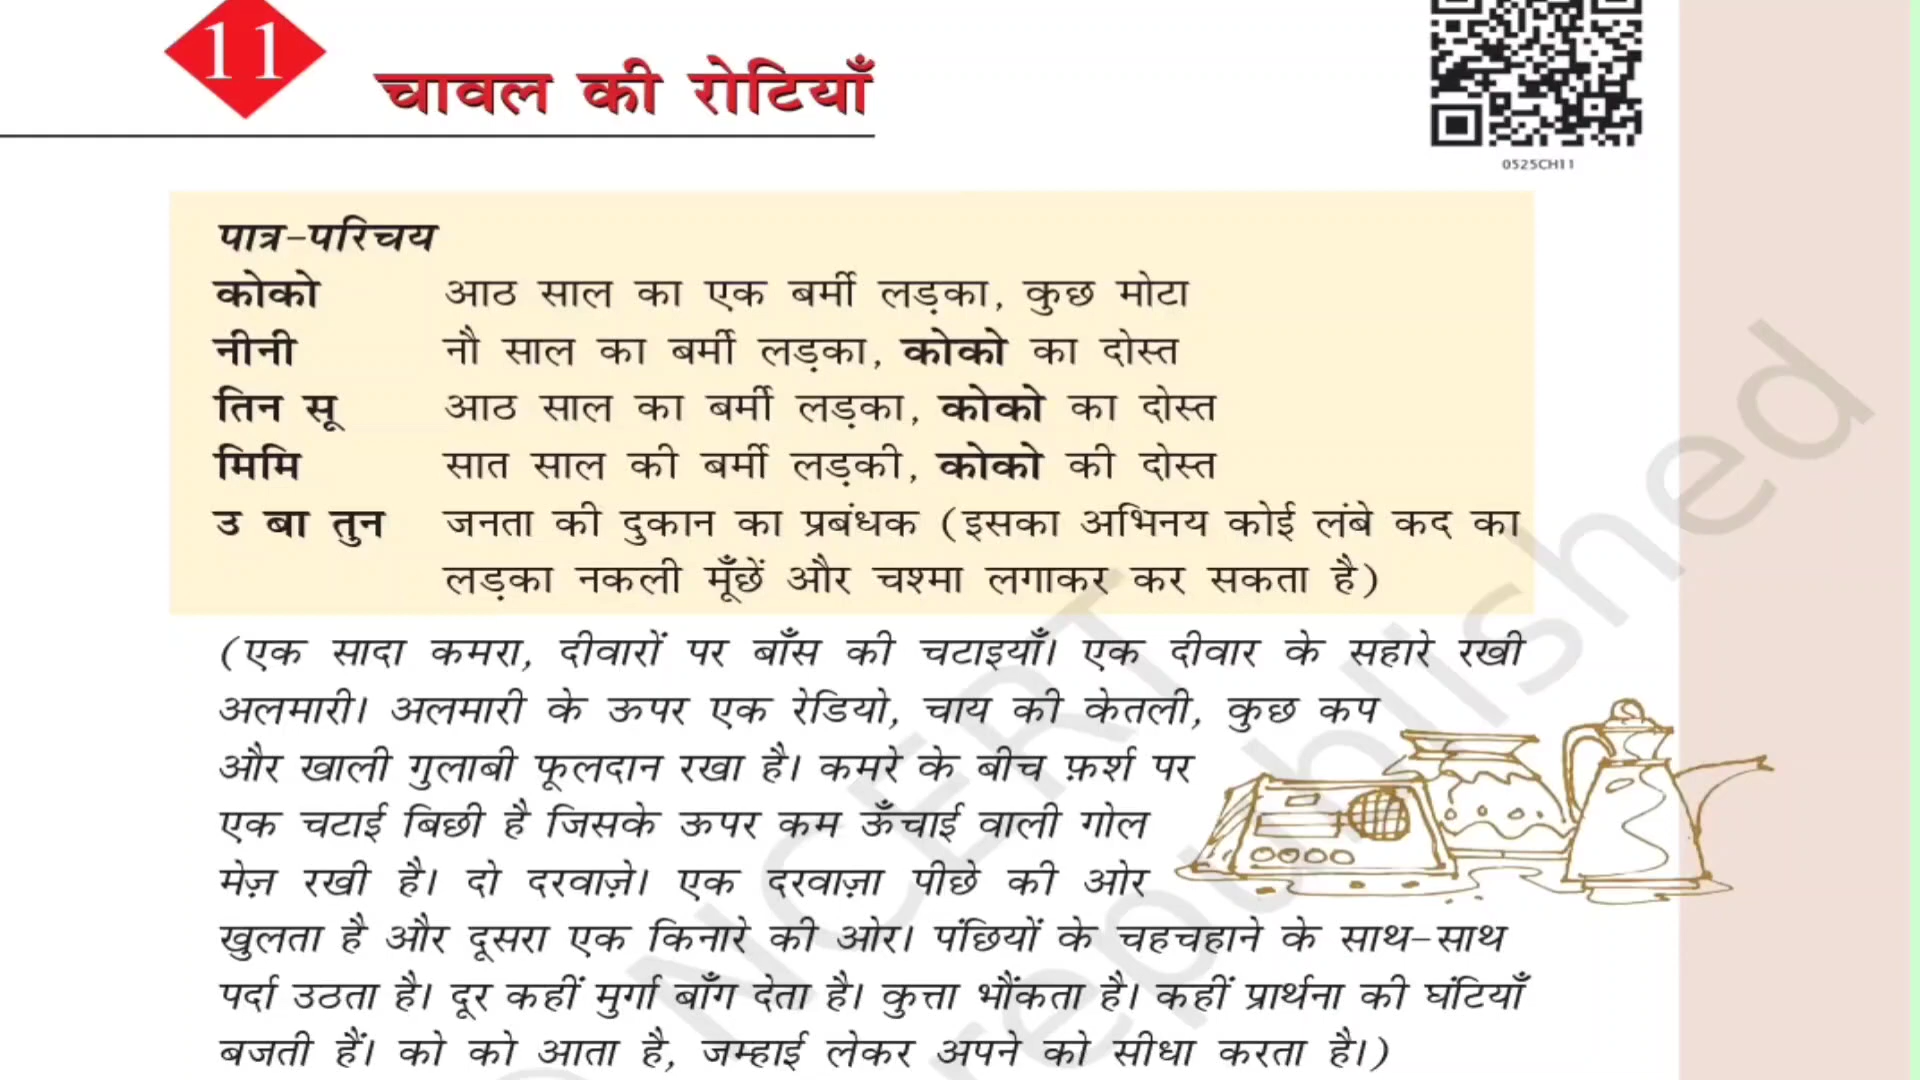 11
चावल की रोटियाँ
0525CH11
पात्र-परिचय
कोको आठ साल का एक बर्मी लड़का, कुछ मोटा
नीनी नौ साल का बर्मी लड़का, कोको का दोस्त
तिन सू आठ साल का बर्मी लड़का, कोको का दोस्त
मिमि सात साल की बर्मी लड़की, कोको की दोस्त
उ बा तुन जनता की दुकान का प्रबंधक (इसका अभिनय कोई लंबे कद का
लड़का नकली मूँछें और चश्मा लगाकर कर सकता है)
(एक सादा कमरा, दीवारों पर बाँस की चटाइयाँ। एक दीवार के सहारे रखी
अलमारी। अलमारी के ऊपर एक रेडियो, चाय की केतली, कुछ कप
और खाली गुलाबी फूलदान रखा है। कमरे के बीच फ़र्श पर
एक चटाई बिछी है जिसके ऊपर कम ऊँचाई वाली गोल
मेज़ रखी है। दो दरवाज़े। एक दरवाज़ा पीछे की ओर
खुलता है और दूसरा एक किनारे की ओर। पंछियों के चहचहाने के साथ-साथ
पर्दा उठता है। दूर कहीं मुर्गा बाँग देता है। कुत्ता भौंकता है। कहीं प्रार्थना की घंटियाँ
बजती हैं। को को आता है, जम्हाई लेकर अपने को सीधा करता है।)
NCERT
republished